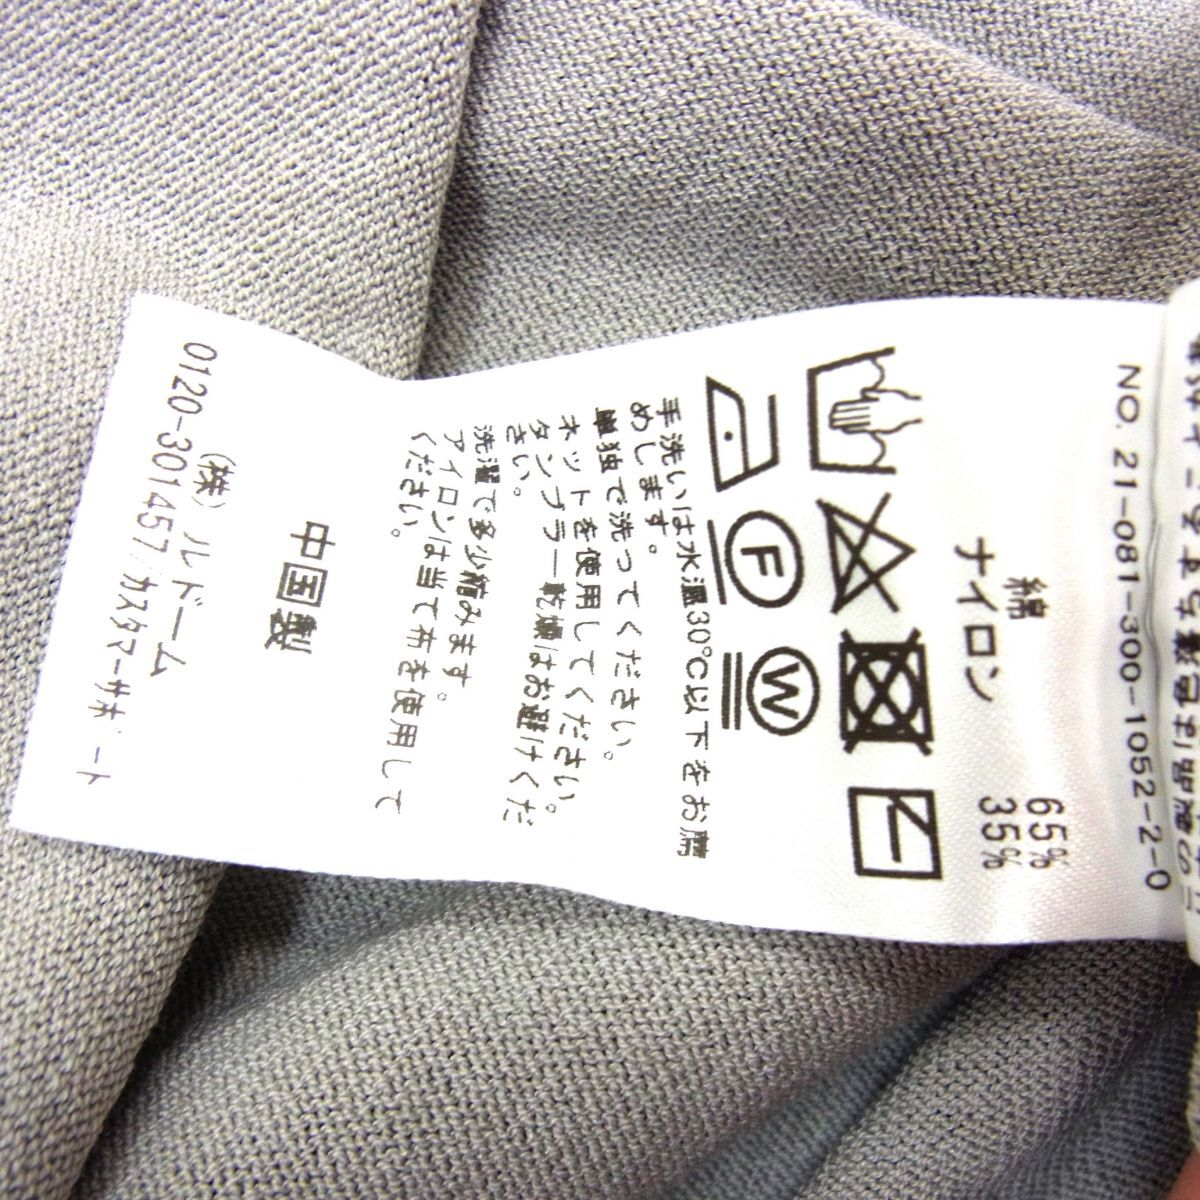 NO. 21-081-300-1052-2-0
綿 65%
ナイロン 35%
F
W
手洗いは水温30℃以下をお薦
めします。
単独で洗ってください。
ネットを使用してください。
タンブラー乾燥はお避けくだ
さい。
洗濯で多少縮みます。
アイロンは当て布を使用して
ください。
中国製
(株)ルドーム
0120-301457/カスタマーサポート